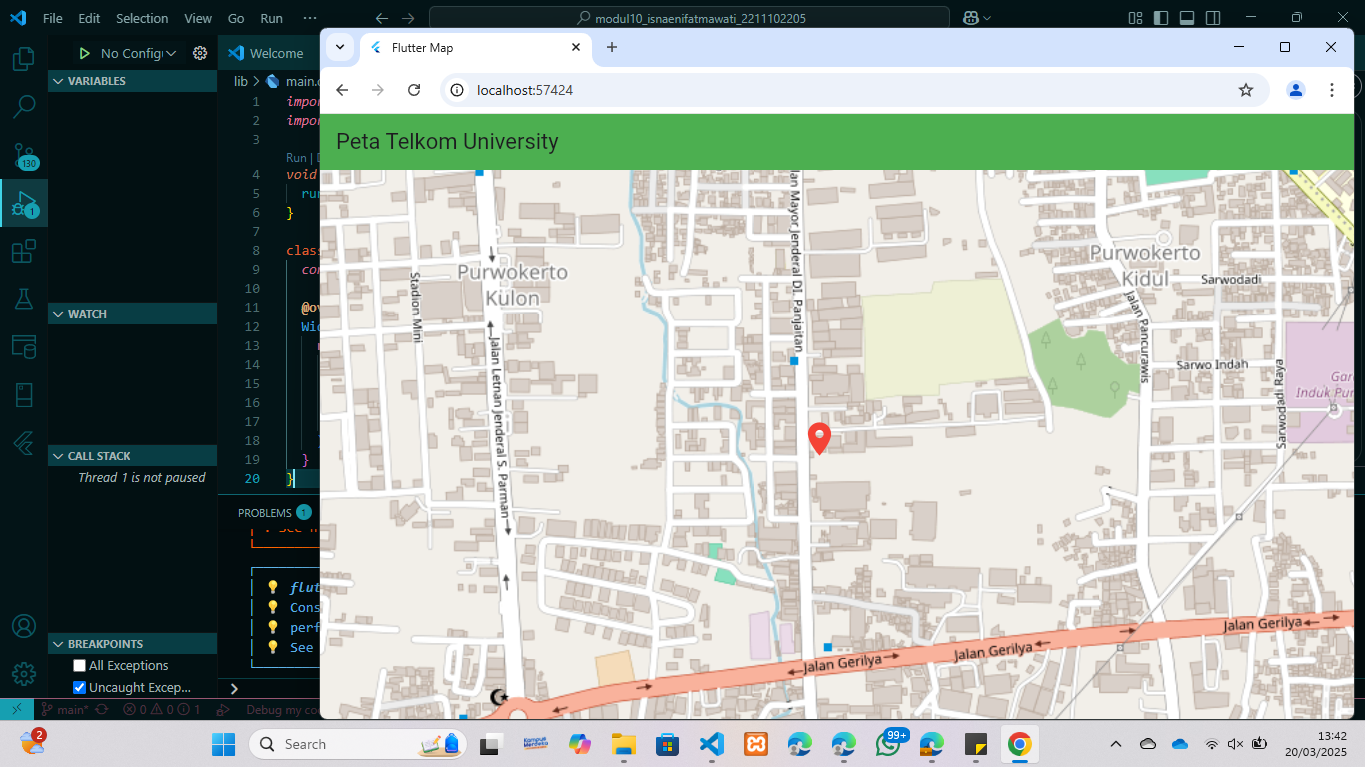 File Edit Selection View Go Run ···
modul10_isnaenifatmawati_2211102205
No Config
Welcome
VARIABLES
WATCH
CALL STACK
Thread 1 is not paused
BREAKPOINTS
All Exceptions
Uncaught Excep...
130
1
lib > main.
1 impor
2 impor
3
Run | D
4 void
5 run
6 }
7
8 class
9 con
10
11 @ov
12 Wid
13
14
15
16
17
18
19 }
20 }
PROBLEMS 1
flut
Cons
perf
See
main*
0 0 1
Debug my co
Flutter Map
localhost:57424
Peta Telkom University
Purwokerto
Kulon
Stadion Mini
Jalan Letnan Jenderal S. Parman
lan Mayor Jenderal D1. Panjaitan
Purwokerto
Kidul
Sarwodadi
Jalan Pancurawis
Sarwo Indah
Sarwodadi Raya
Gar
Induk Pur
Jalan Gerilya
Jalan Gerilya
Jalan Gerilya
2
Search
Kampus
Merdeka
99+
13:42
20/03/2025